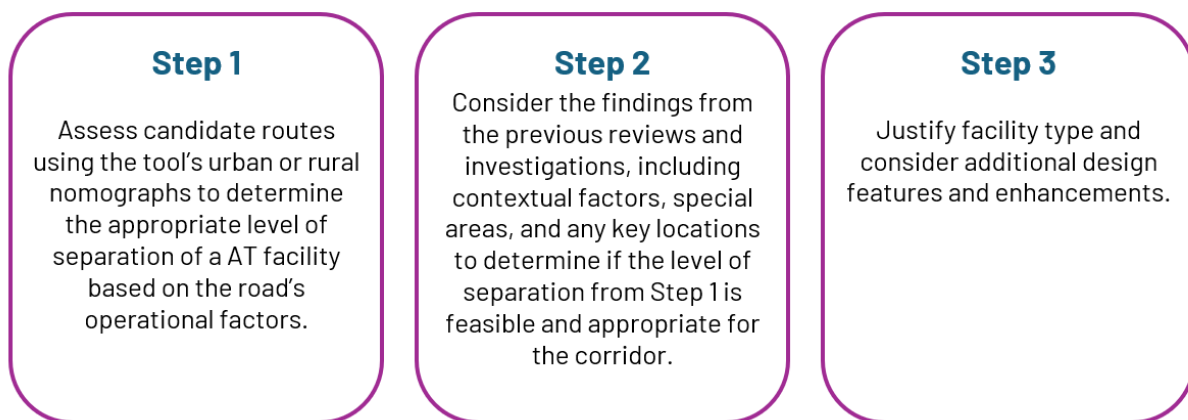 Step 1
Assess candidate routes
using the tool's urban or rural
nomographs to determine
the appropriate level of
separation of a AT facility
based on the road's
operational factors.
Step 2
Consider the findings from
the previous reviews and
investigations, including
contextual factors, special
areas, and any key locations
to determine if the level of
separation from Step 1 is
feasible and appropriate for
the corridor.
Step 3
Justify facility type and
consider additional design
features and enhancements.